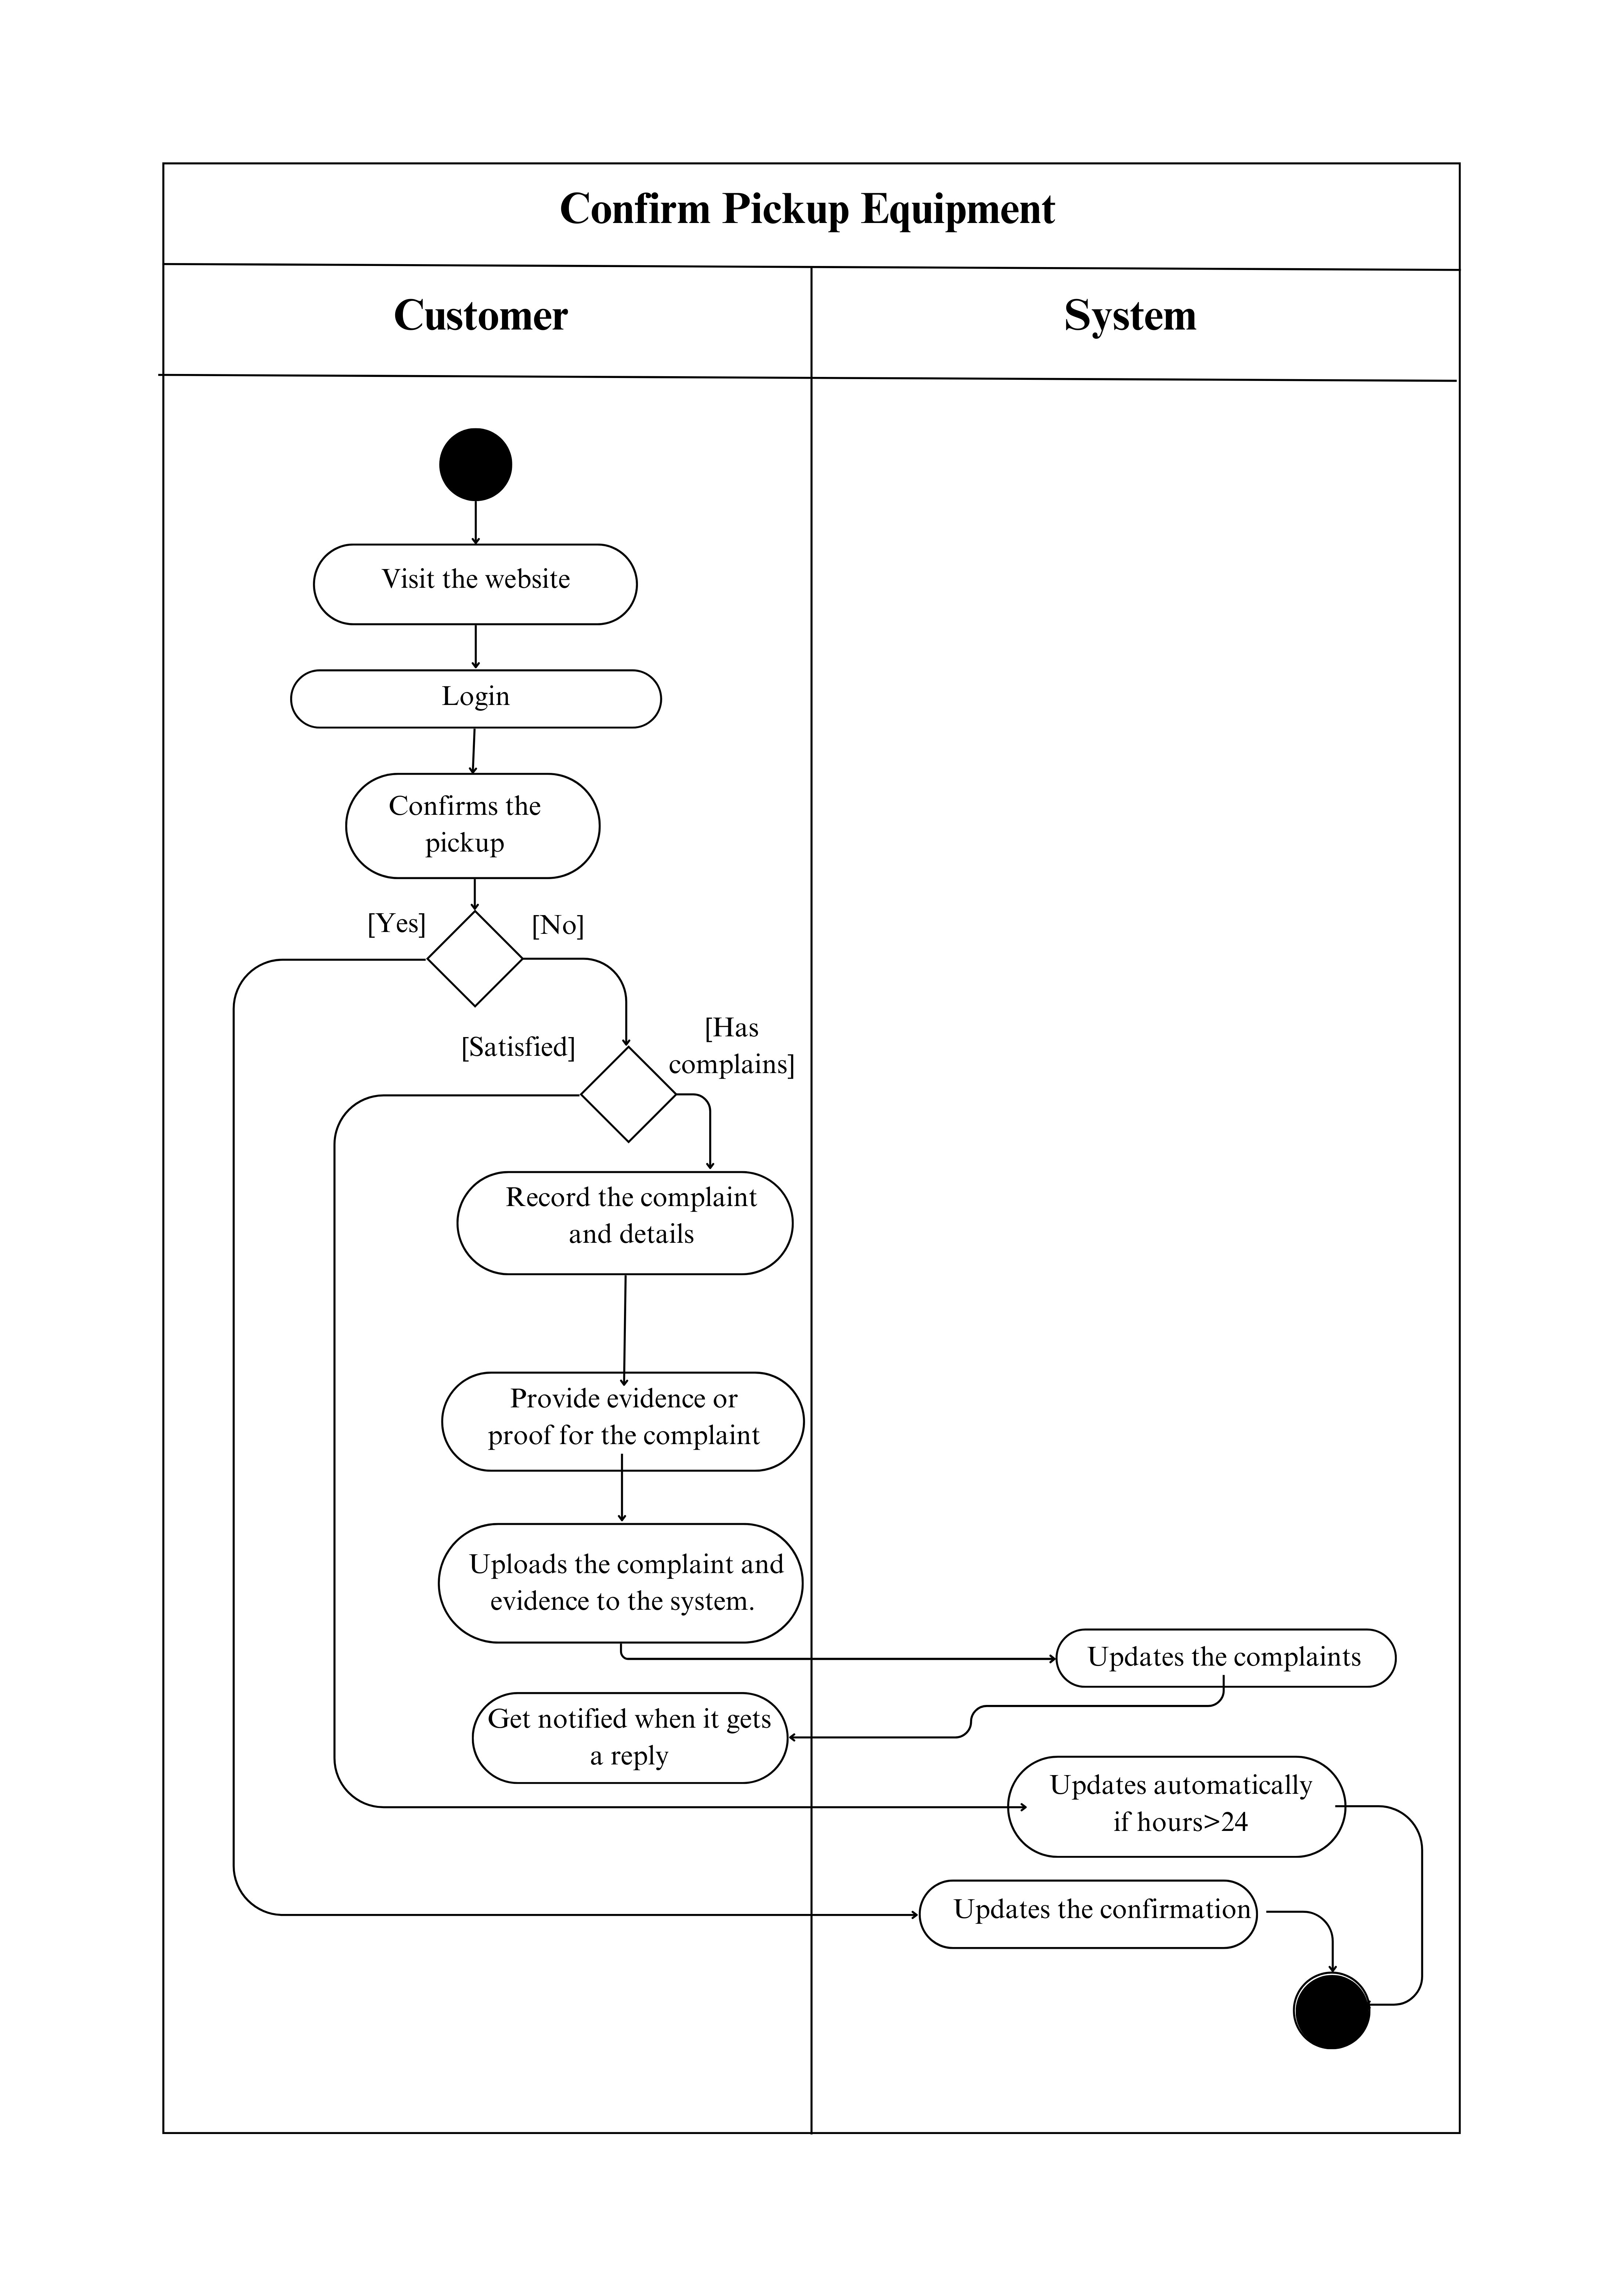 Confirm Pickup Equipment
Customer
System
Visit the website
Login
Confirms the
pickup
[Yes]
[No]
[Satisfied]
[Has
complains]
Record the complaint
and details
Provide evidence or
proof for the complaint
Uploads the complaint and
evidence to the system.
Updates the complaints
Get notified when it gets
a reply
Updates automatically
if hours>24
Updates the confirmation